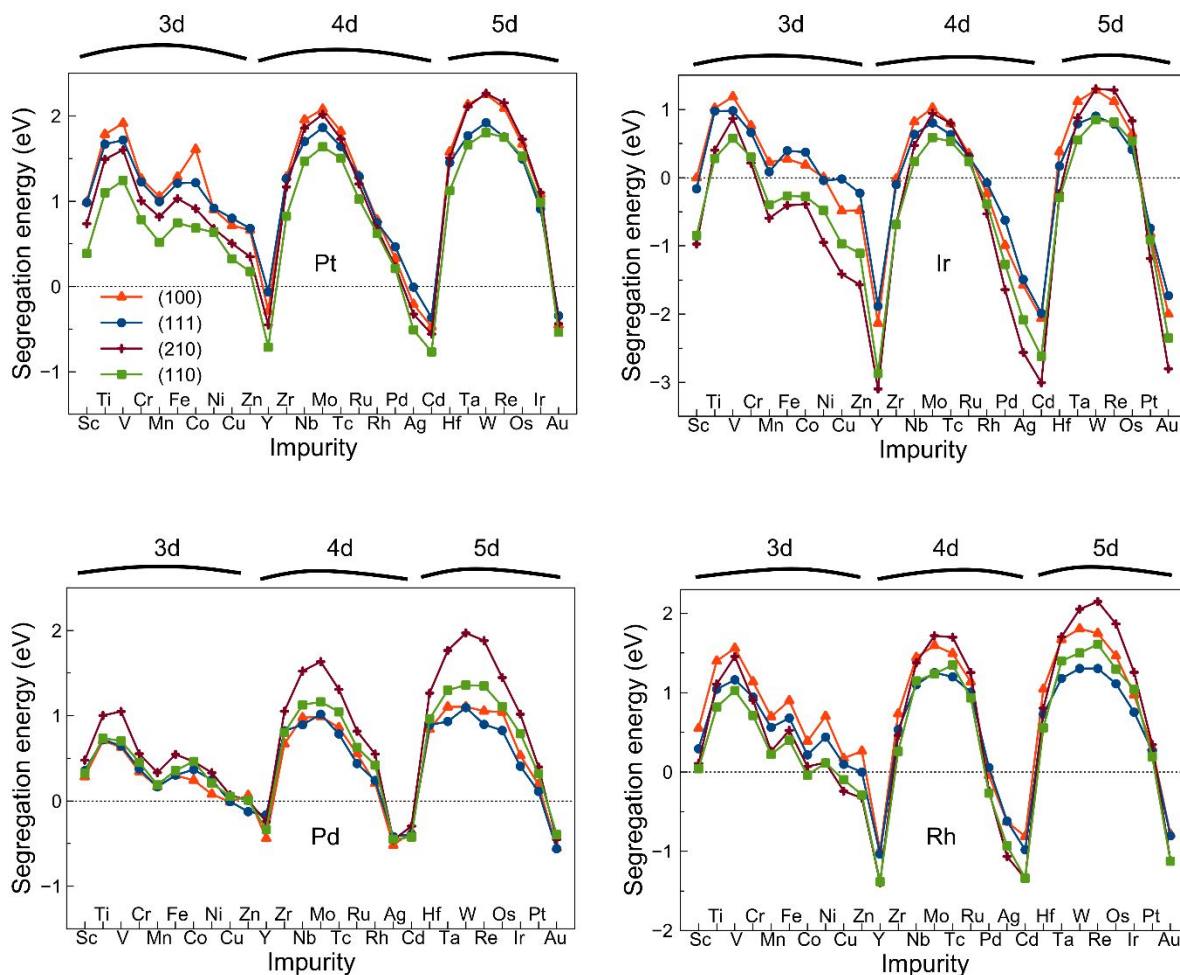 3d 4d 5d
Segregation energy (eV)
2
1
0
−1
Pt
(100)
(111)
(210)
(110)
Ti Cr Fe Ni Zn Zr Mo Ru Pd Cd Ta Re Ir
Sc V Mn Co Cu Y Nb Tc Rh Ag Hf W Os Au
Impurity
3d 4d 5d
Segregation energy (eV)
1
0
−1
−2
−3
Ir
Ti Cr Fe Ni Zn Zr Mo Ru Pd Cd Ta Re Pt
Sc V Mn Co Cu Y Nb Tc Rh Ag Hf W Os Au
Impurity
3d 4d 5d
Segregation energy (eV)
2
1
0
−1
Pd
Ti Cr Fe Ni Zn Zr Mo Ru Ag Hf W Os Pt
Sc V Mn Co Cu Y Nb Tc Rh Cd Ta Re Ir Au
Impurity
3d 4d 5d
Segregation energy (eV)
2
1
0
−1
−2
Rh
Ti Cr Fe Ni Zn Zr Mo Ru Ag Hf W Os Pt
Sc V Mn Co Cu Y Nb Tc Pd Cd Ta Re Ir Au
Impurity